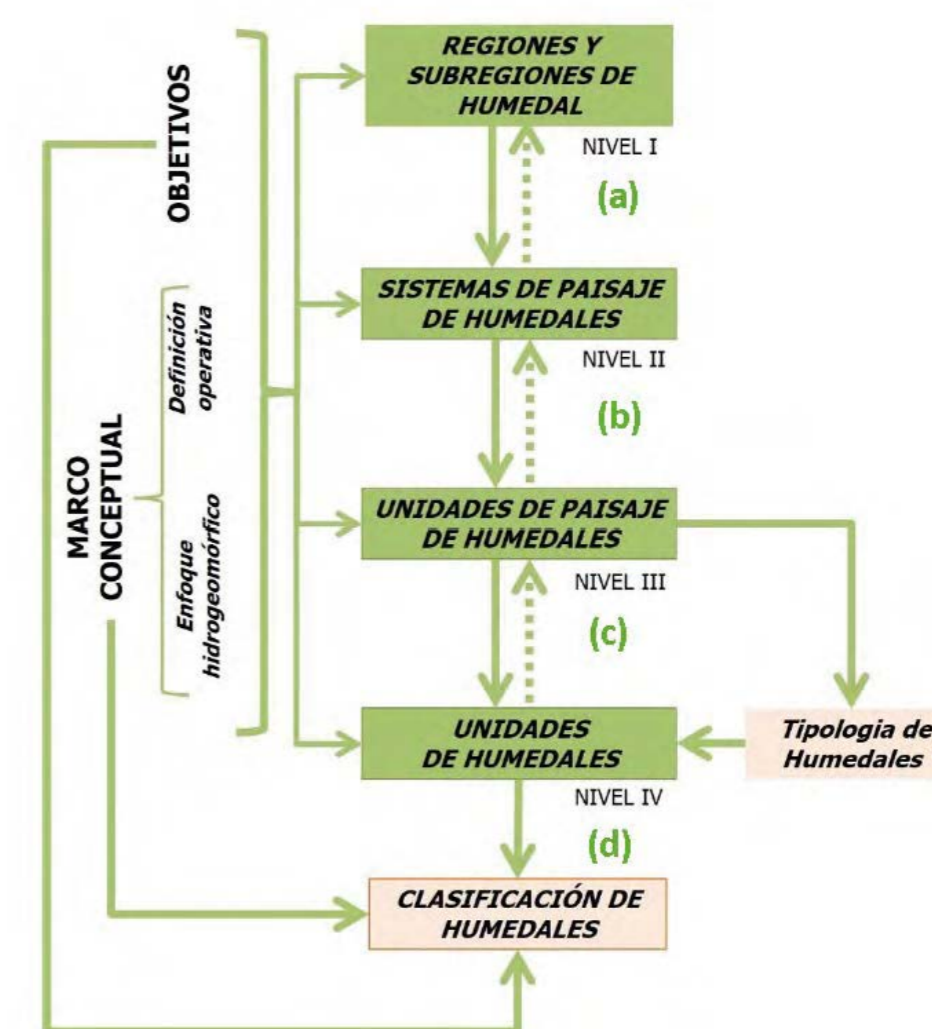 REGIONES Y
SUBREGIONES DE
HUMEDAL
NIVEL I
(a)
OBJETIVOS
SISTEMAS DE PAISAJE
DE HUMEDALES
NIVEL II
(b)
Definición
operativa
MARCO
CONCEPTUAL
Enfoque
hidrogeomórfico
UNIDADES DE PAISAJE
DE HUMEDALES
NIVEL III
(c)
UNIDADES
DE HUMEDALES
NIVEL IV
(d)
Tipologia de
Humedales
CLASIFICACIÓN DE
HUMEDALES